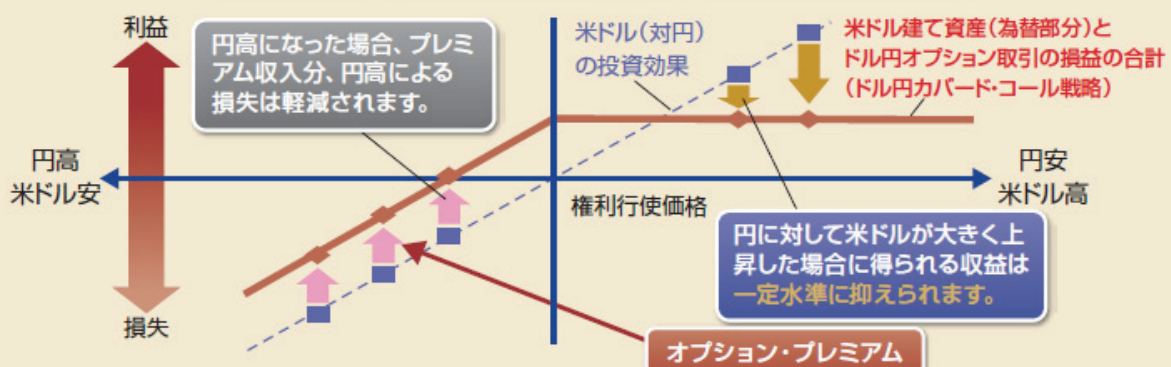 利益
円高になった場合、プレミ
アム収入分、円高による
損失は軽減されます。
米ドル(対円)
の投資効果
米ドル建て資産(為替部分)と
ドル円オプション取引の損益の合計
(ドル円カバード・コール戦略)
円高
米ドル安
円安
米ドル高
権利行使価格
円に対して米ドルが大きく上
昇した場合に得られる収益は
一定水準に抑えられます。
損失
オプション・プレミアム